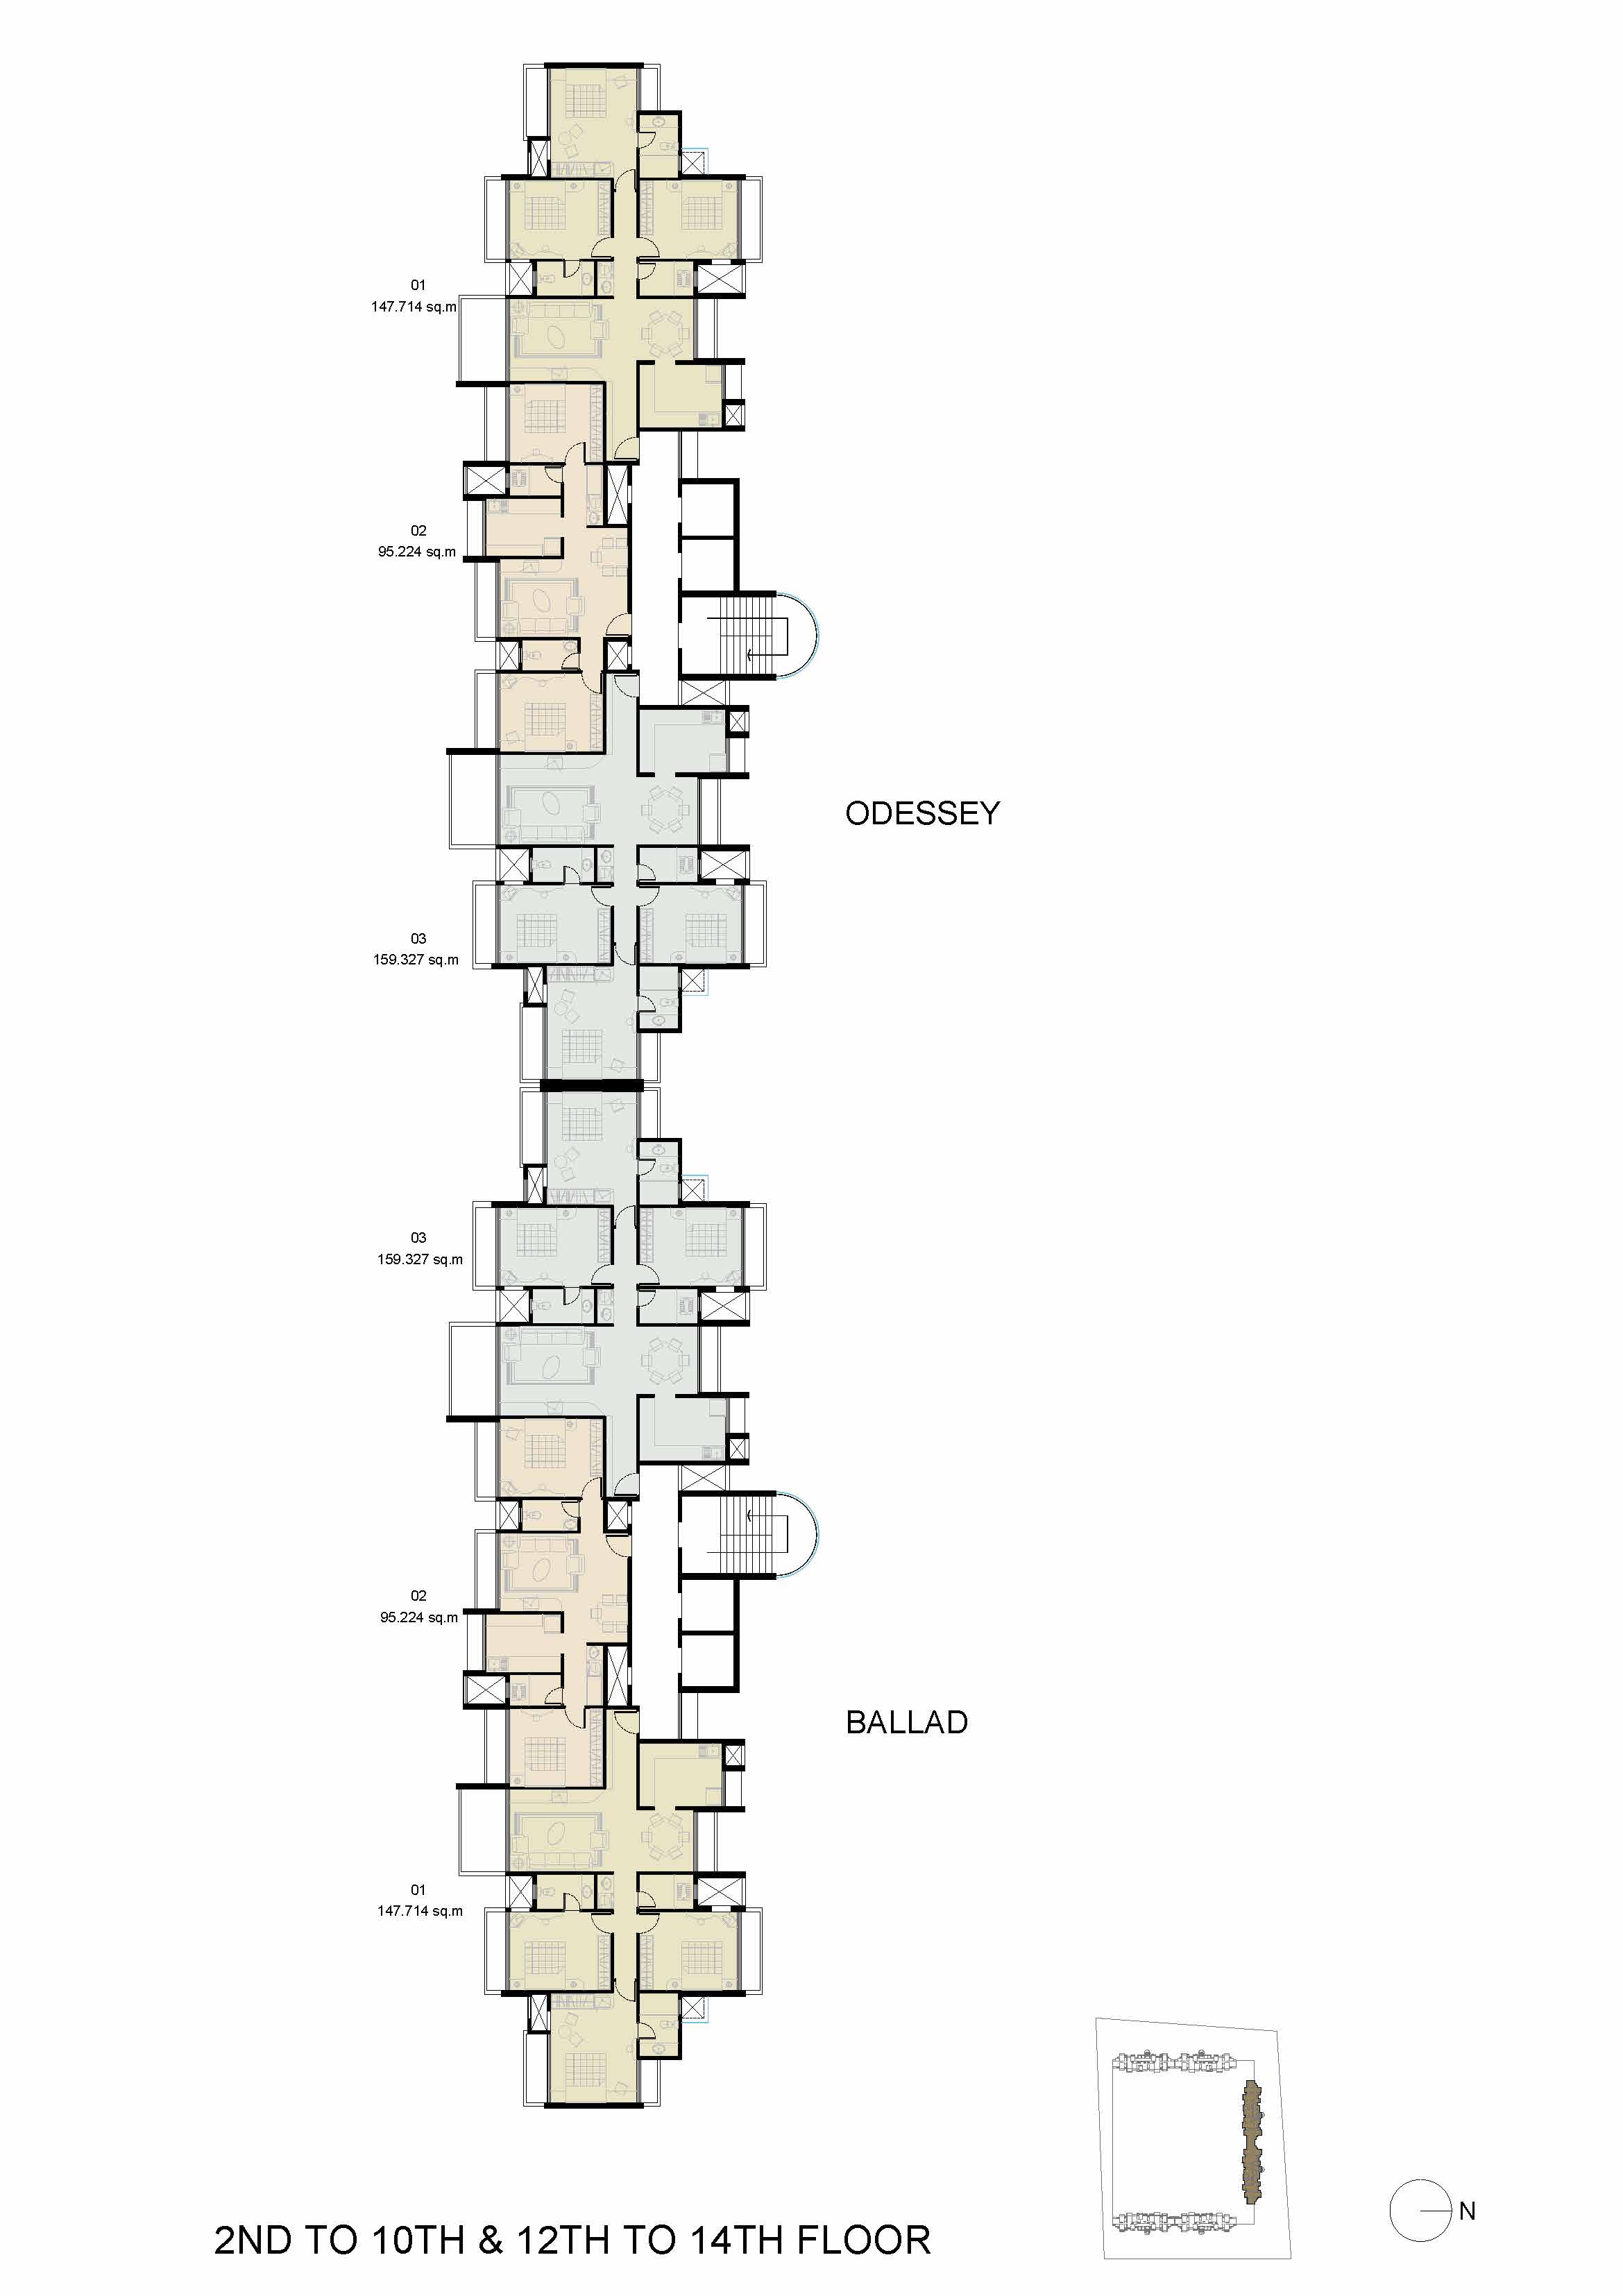 01
147.714 sq.m
02
95.224 sq.m
ODESSEY
03
159.327 sq.m
03
159.327 sq.m
02
95.224 sq.m
BALLAD
01
147.714 sq.m
N
2ND TO 10TH & 12TH TO 14TH FLOOR